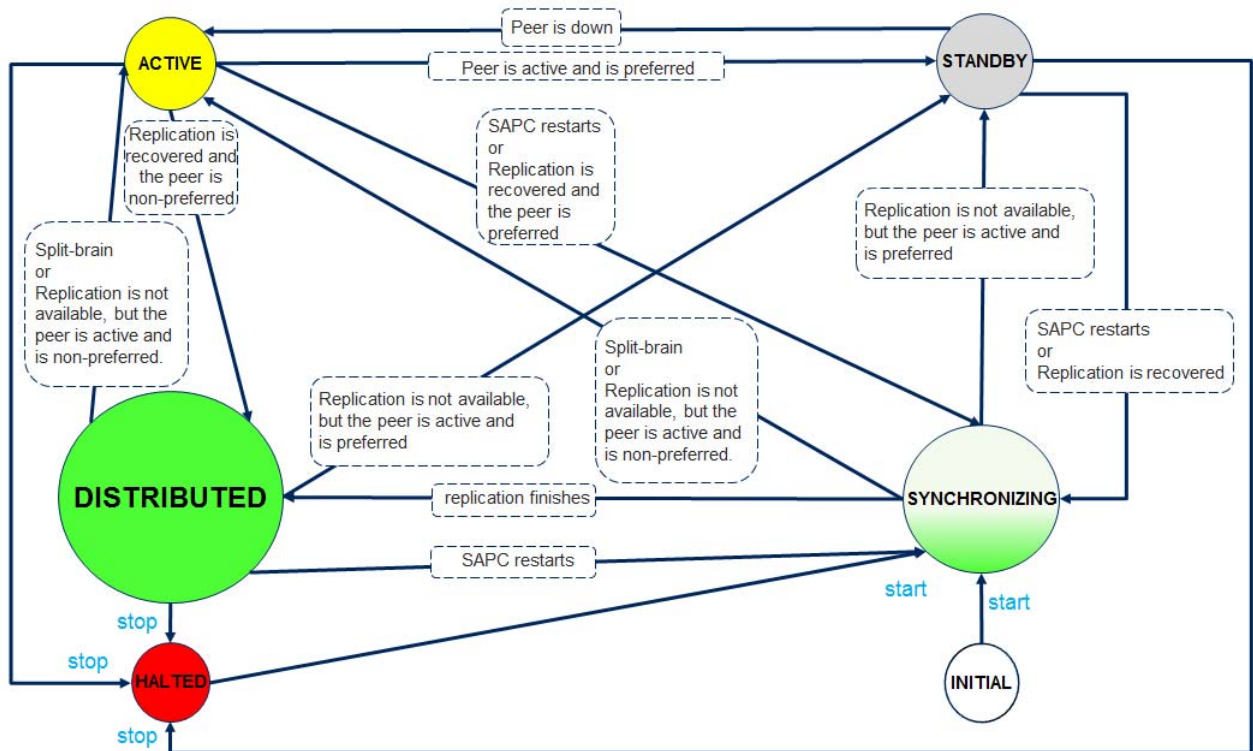 Peer is down
ACTIVE
STANDBY
Peer is active and is preferred
Replication is
recovered and
the peer is
non-preferred
SAPC restarts
or
Replication is
recovered and
the peer is
preferred
Replication is not available,
but the peer is active and
is preferred
Split-brain
or
Replication is not
available, but the
peer is active and
is non-preferred.
SAPC restarts
or
Replication is recovered
Split-brain
or
Replication is not
available, but the
peer is active and
is non-preferred.
Replication is not available,
but the peer is active and
is preferred
DISTRIBUTED
replication finishes
SYNCHRONIZING
SAPC restarts
start
start
stop
stop
HALTED
INITIAL
stop